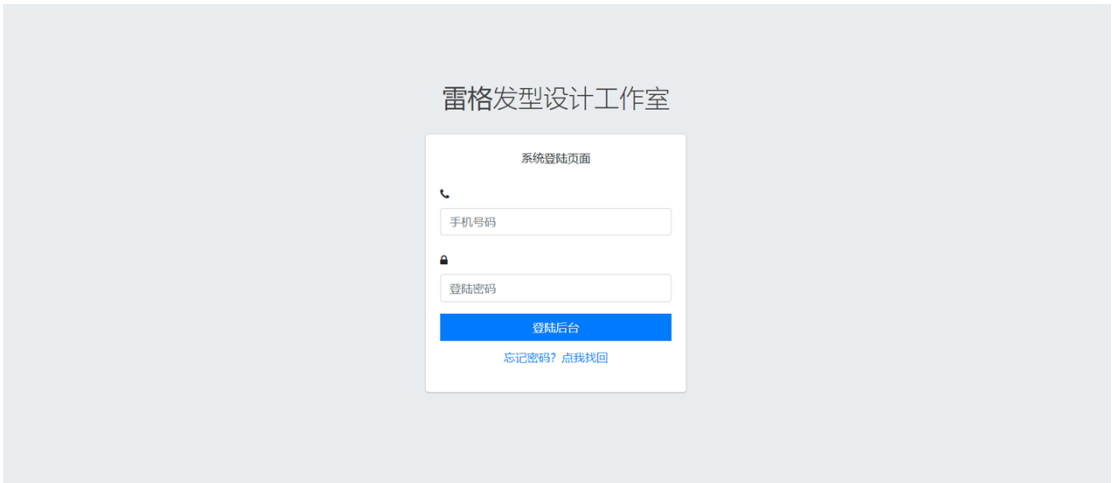 雷格发型设计工作室
系统登陆页面
手机号码
登陆密码
登陆后台
忘记密码？点我找回